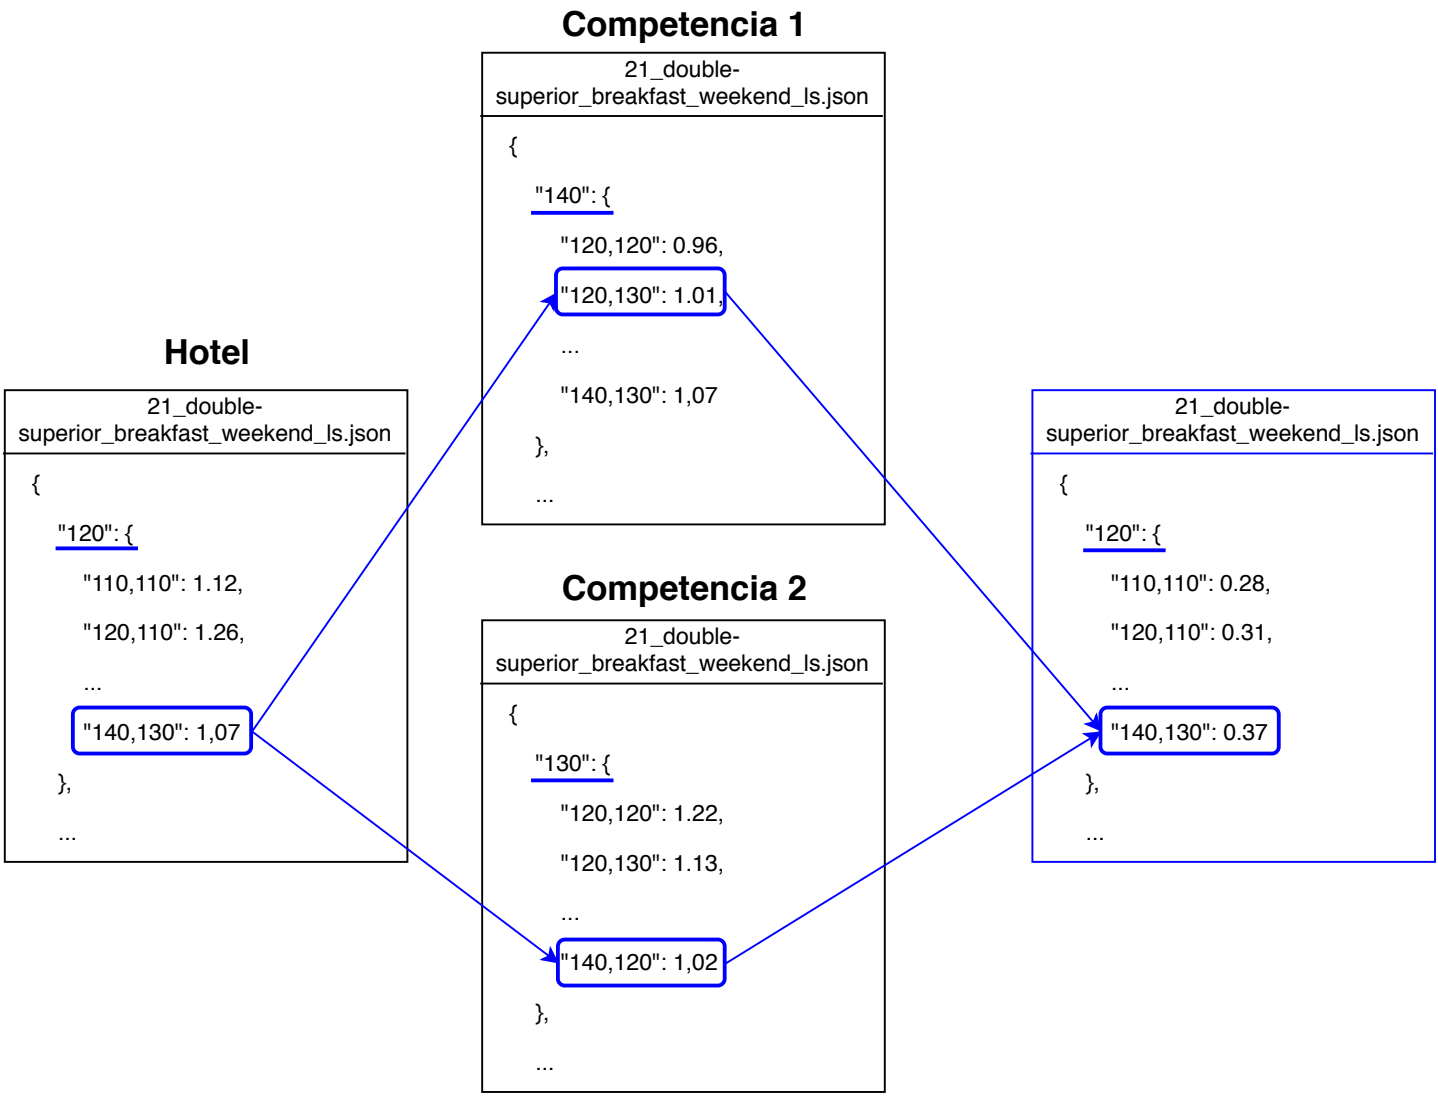 Competencia 1
21_double-
superior_breakfast_weekend_ls.json
{
"140": {
"120,120": 0.96,
"120,130": 1.01,
...
"140,130": 1,07
},
...
Hotel
21_double-
superior_breakfast_weekend_ls.json
{
"120": {
"110,110": 1.12,
"120,110": 1.26,
...
"140,130": 1,07
},
...
Competencia 2
21_double-
superior_breakfast_weekend_ls.json
{
"130": {
"120,120": 1.22,
"120,130": 1.13,
...
"140,120": 1,02
},
...
21_double-
superior_breakfast_weekend_ls.json
{
"120": {
"110,110": 0.28,
"120,110": 0.31,
...
"140,130": 0.37
},
...